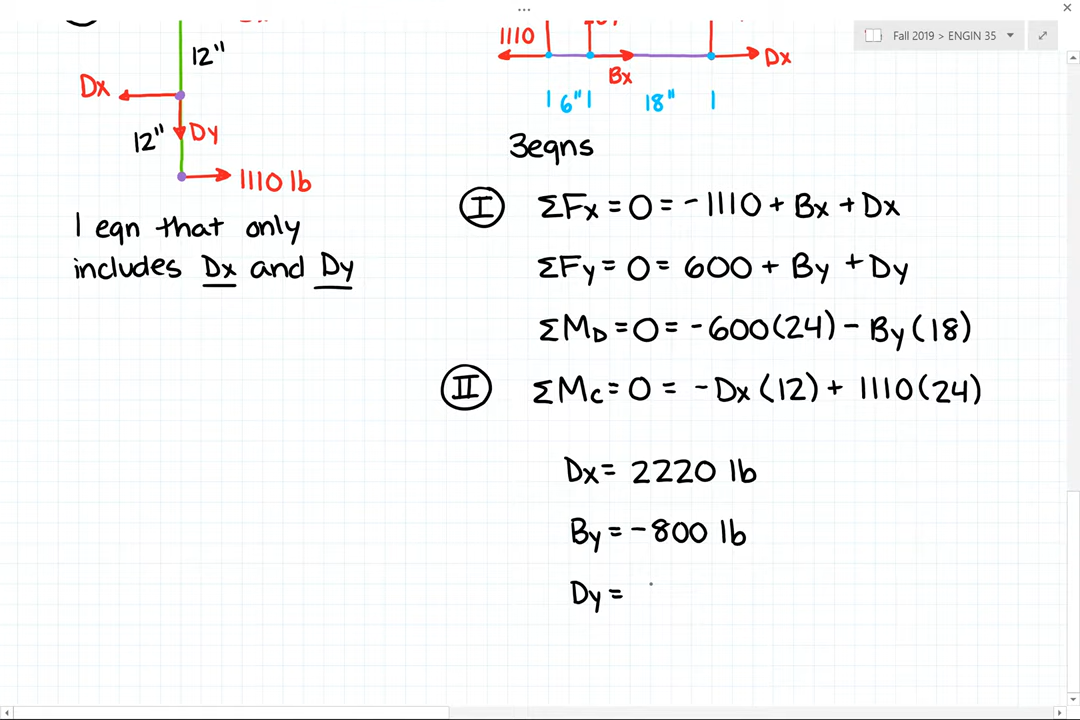 Fall 2019 > ENGIN 35
12"
Dx
12"
Dy
1110 lb
1 eqn that only
includes Dx and Dy
1110
Bx
Dx
6"
18"
3eqns
I ΣFx = 0 = -1110 + Bx + Dx
ΣFy = 0 = 600 + By + Dy
ΣMD = 0 = -600(24) - By(18)
II ΣMc = 0 = -Dx(12) + 1110(24)
Dx = 2220 lb
By = -800 lb
Dy =